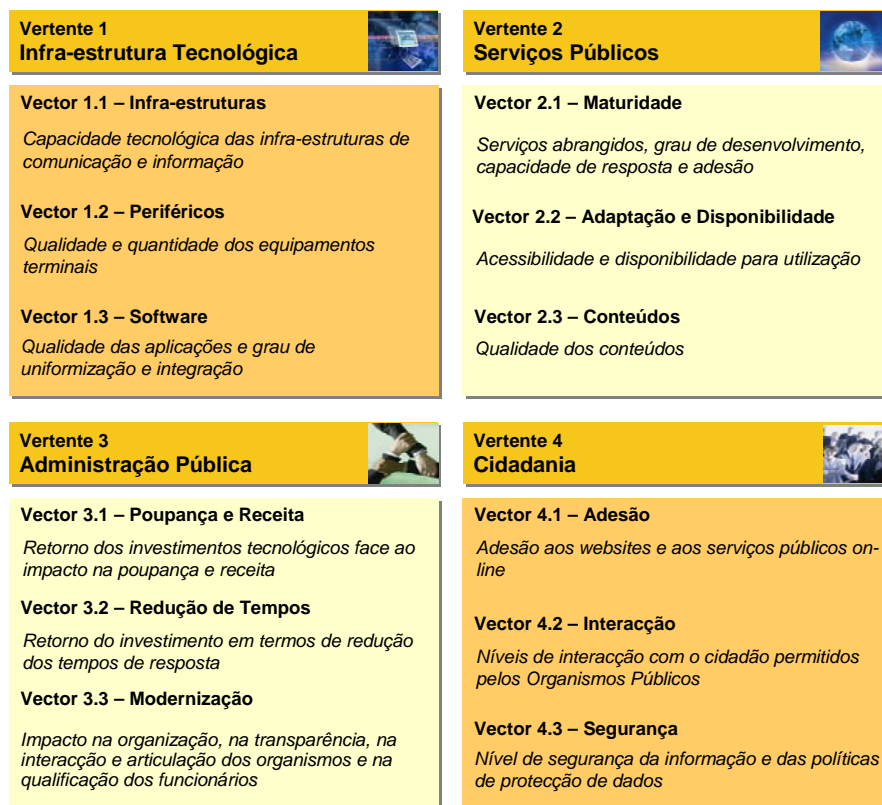 Vertente 1
Infra-estrutura Tecnológica
Vector 1.1 – Infra-estruturas
Capacidade tecnológica das infra-estruturas de
comunicação e informação
Vector 1.2 – Periféricos
Qualidade e quantidade dos equipamentos
terminais
Vector 1.3 – Software
Qualidade das aplicações e grau de
uniformização e integração
Vertente 2
Serviços Públicos
Vector 2.1 – Maturidade
Serviços abrangidos, grau de desenvolvimento,
capacidade de resposta e adesão
Vector 2.2 – Adaptação e Disponibilidade
Acessibilidade e disponibilidade para utilização
Vector 2.3 – Conteúdos
Qualidade dos conteúdos
Vertente 3
Administração Pública
Vector 3.1 – Poupança e Receita
Retorno dos investimentos tecnológicos face ao
impacto na poupança e receita
Vector 3.2 – Redução de Tempos
Retorno do investimento em termos de redução
dos tempos de resposta
Vector 3.3 – Modernização
Impacto na organização, na transparência, na
interacção e articulação dos organismos e na
qualificação dos funcionários
Vertente 4
Cidadania
Vector 4.1 – Adesão
Adesão aos websites e aos serviços públicos on-
line
Vector 4.2 – Interacção
Níveis de interacção com o cidadão permitidos
pelos Organismos Públicos
Vector 4.3 – Segurança
Nível de segurança da informação e das políticas
de protecção de dados